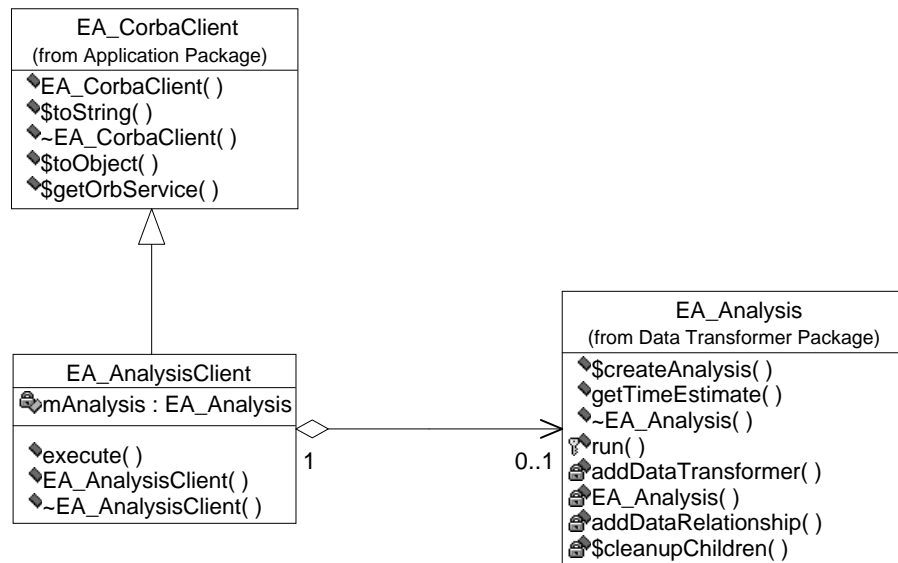 EA_CorbaClient
(from Application Package)
EA_CorbaClient( )
$toString( )
~EA_CorbaClient( )
$toObject( )
$getOrbService( )
EA_AnalysisClient
mAnalysis : EA_Analysis
execute( )
EA_AnalysisClient( )
~EA_AnalysisClient( )
1
0..1
EA_Analysis
(from Data Transformer Package)
$createAnalysis( )
getTimeEstimate( )
~EA_Analysis( )
run( )
addDataTransformer( )
EA_Analysis( )
addDataRelationship( )
$cleanupChildren( )